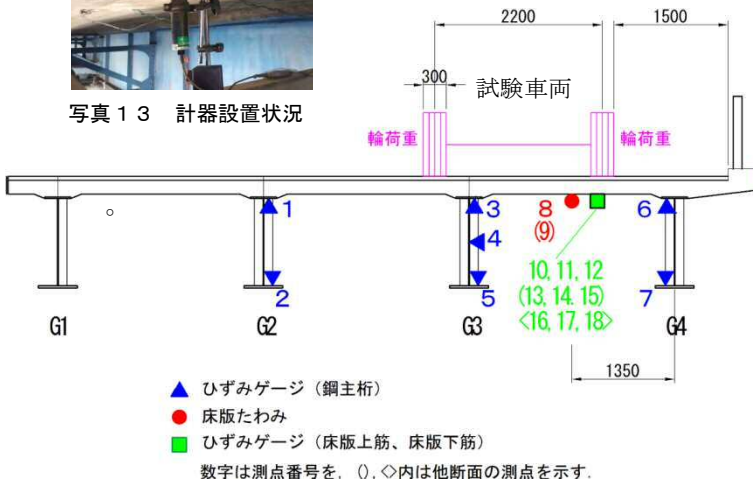 2200
1500
300
試験車両
写真13 計器設置状況
輪荷重
輪荷重
1
3
8
6
(9)
4
10, 11, 12
2
5
(13, 14. 15)
7
<16, 17, 18>
G1
G2
G3
G4
1350
ひずみゲージ（鋼主桁）
床版たわみ
ひずみゲージ（床版上筋、床版下筋）
数字は測点番号を, (), <>内は他断面の測点を示す.